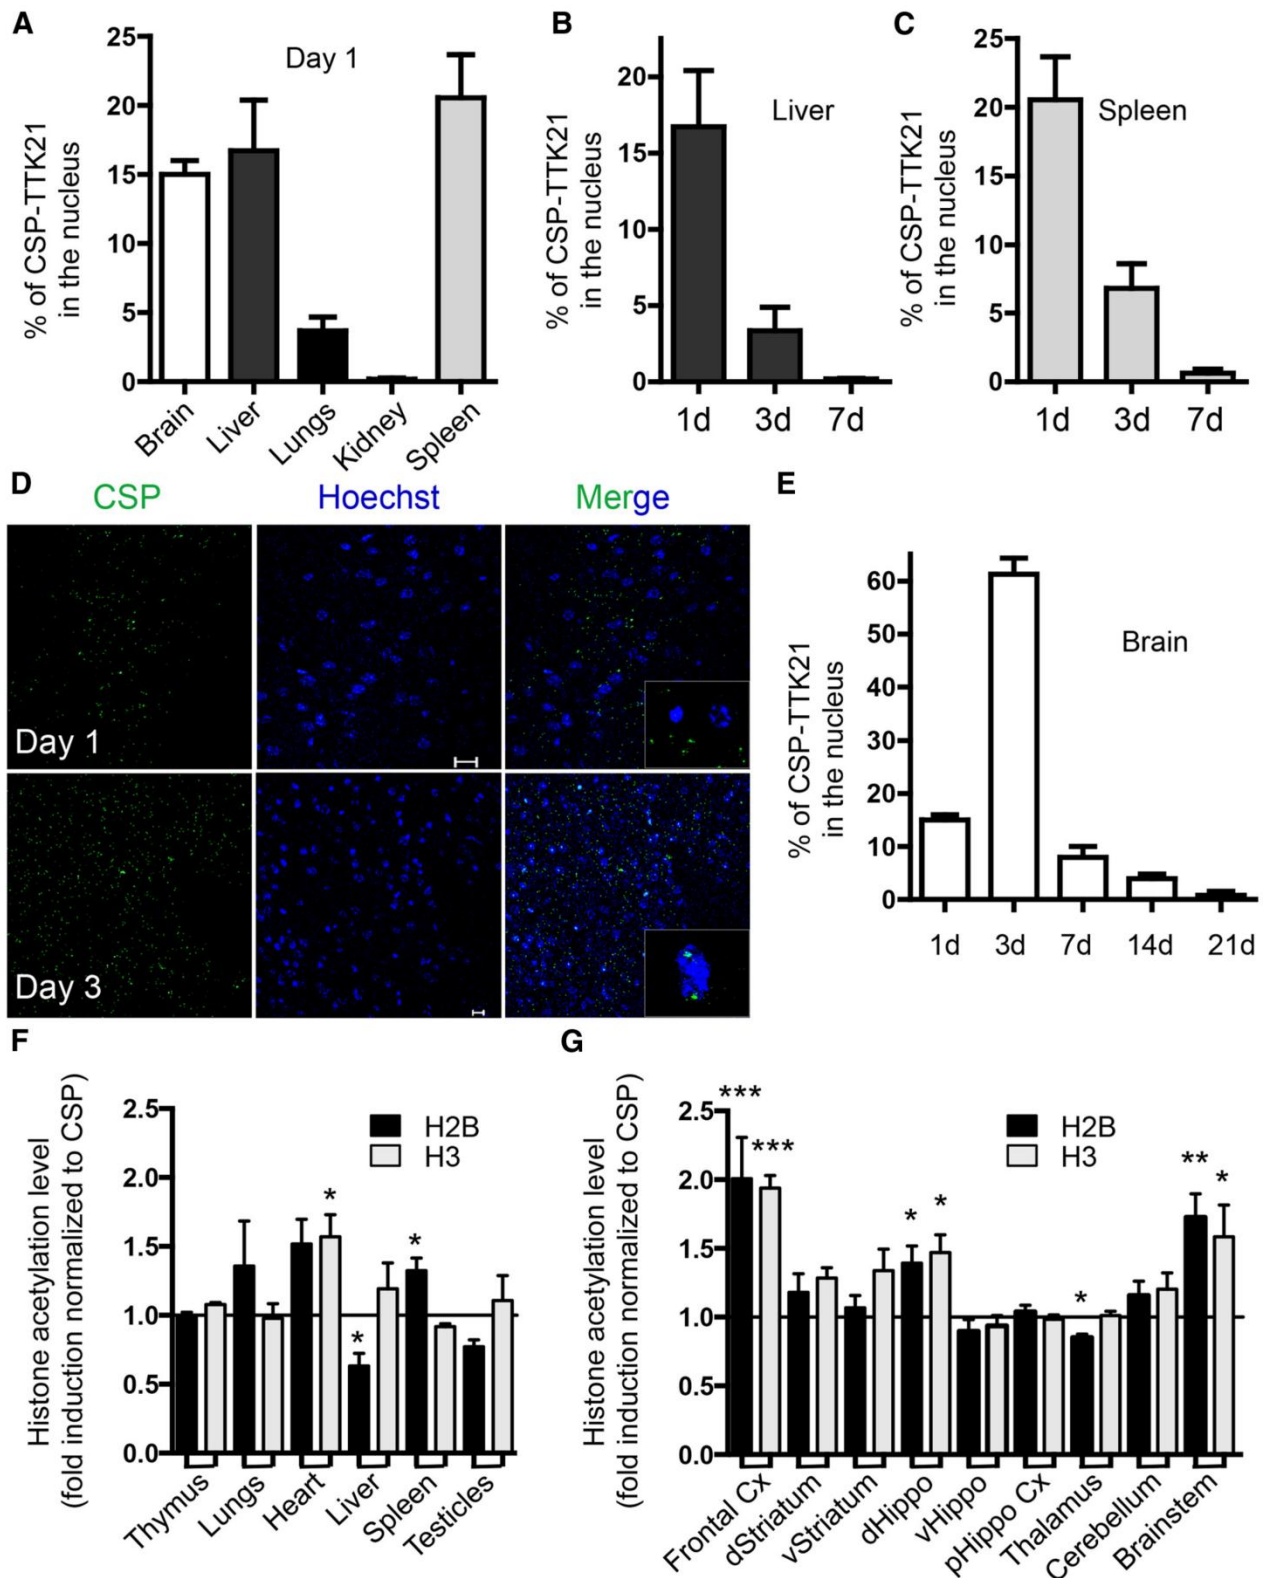 A
25
20
15
10
5
0
% of CSP-TTK21
in the nucleus
Day 1
Brain
Liver
Lungs
Kidney
Spleen
B
20
15
10
5
0
% of CSP-TTK21
in the nucleus
Liver
1d
3d
7d
C
25
20
15
10
5
0
% of CSP-TTK21
in the nucleus
Spleen
1d
3d
7d
D
CSP
Hoechst
Merge
Day 1
Day 3
E
60
50
40
30
20
10
0
% of CSP-TTK21
in the nucleus
Brain
1d
3d
7d
14d
21d
F
Histone acetylation level
(fold induction normalized to CSP)
2.5
2.0
1.5
1.0
0.5
0.0
H2B
H3
*
*
*
Thymus
Lungs
Heart
Liver
Spleen
Testicles
G
Histone acetylation level
(fold induction normalized to CSP)
2.5
2.0
1.5
1.0
0.5
0.0
H2B
H3
***
***
*
*
*
**
*
Frontal Cx
dStriatum
vStriatum
dHippo
vHippo
pHippo Cx
Thalamus
Cerebellum
Brainstem